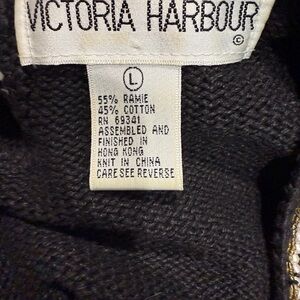 VICTORIA HARBOUR
©
L
55% RAMIE
45% COTTON
RN 69341
ASSEMBLED AND
FINISHED IN
HONG KONG
KNIT IN CHINA
CARE SEE REVERSE